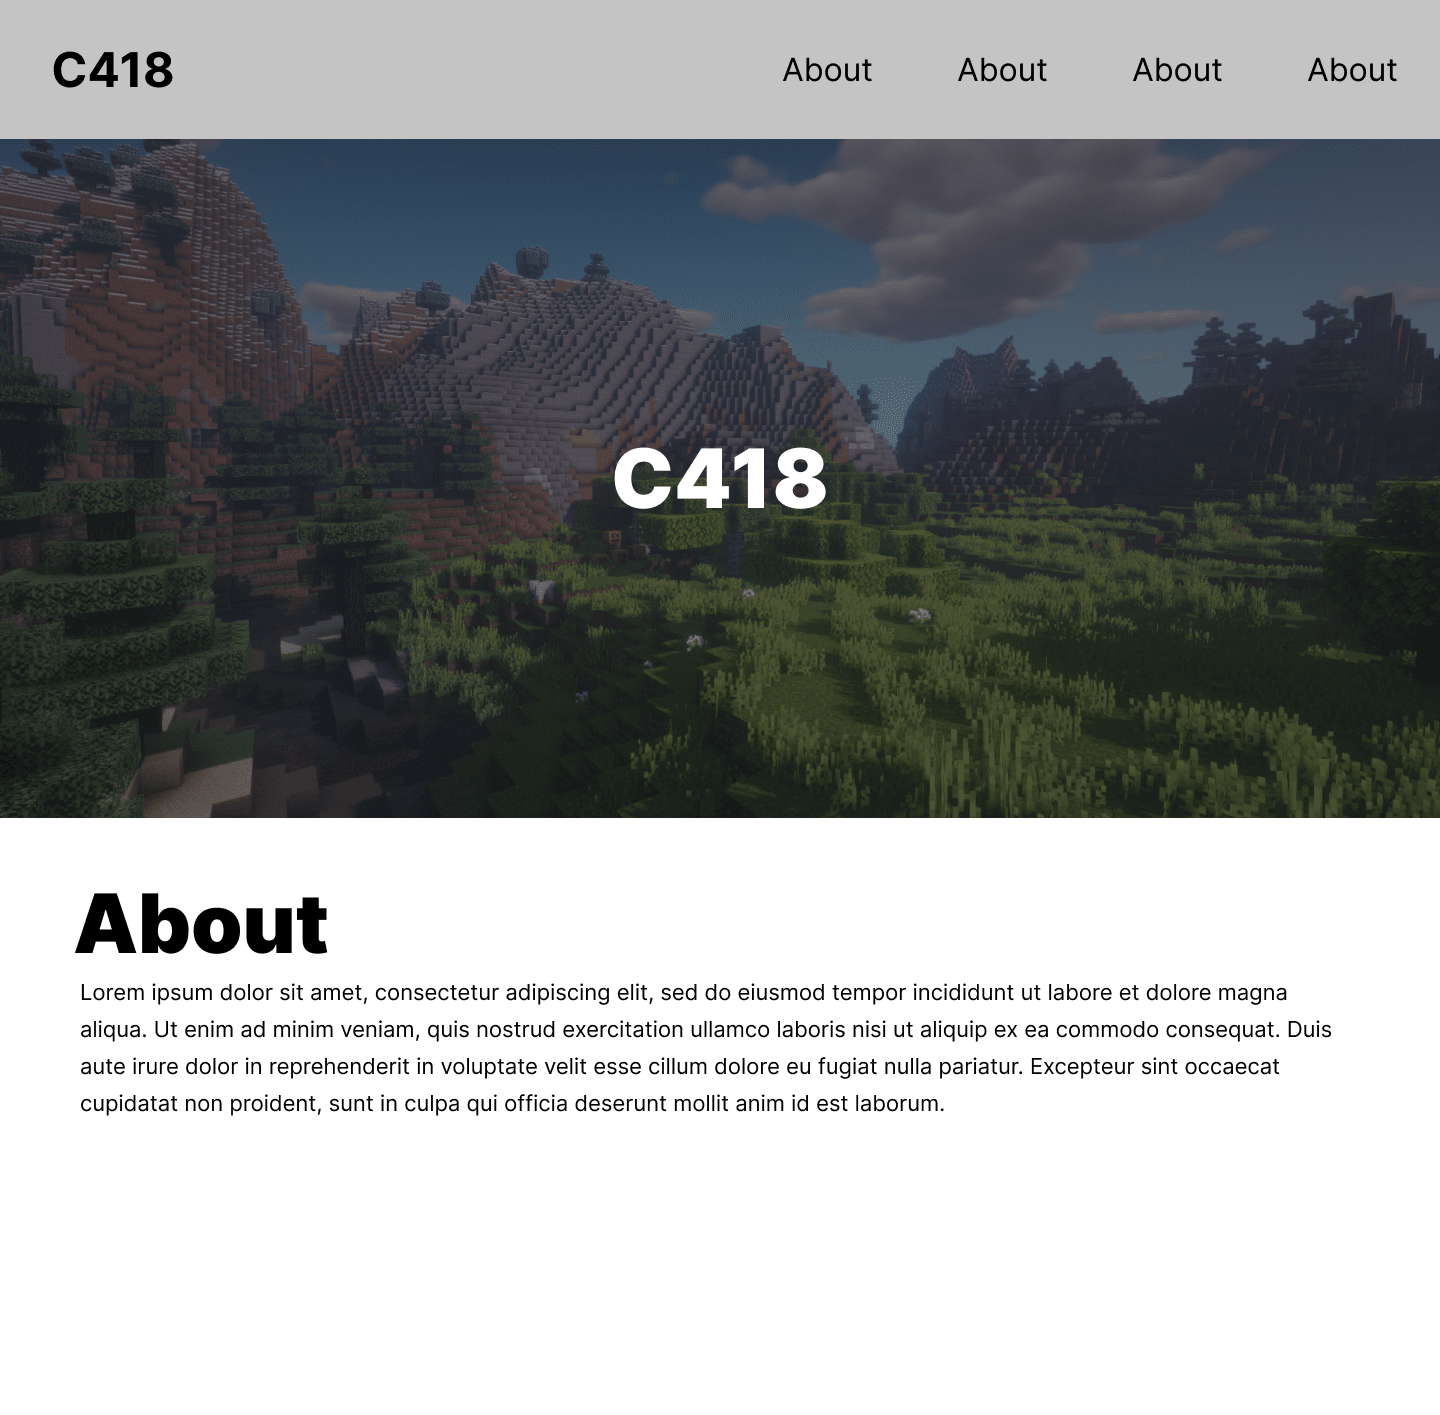 C418
About About About About
C418
About
Lorem ipsum dolor sit amet, consectetur adipiscing elit, sed do eiusmod tempor incididunt ut labore et dolore magna
aliqua. Ut enim ad minim veniam, quis nostrud exercitation ullamco laboris nisi ut aliquip ex ea commodo consequat. Duis
aute irure dolor in reprehenderit in voluptate velit esse cillum dolore eu fugiat nulla pariatur. Excepteur sint occaecat
cupidatat non proident, sunt in culpa qui officia deserunt mollit anim id est laborum.